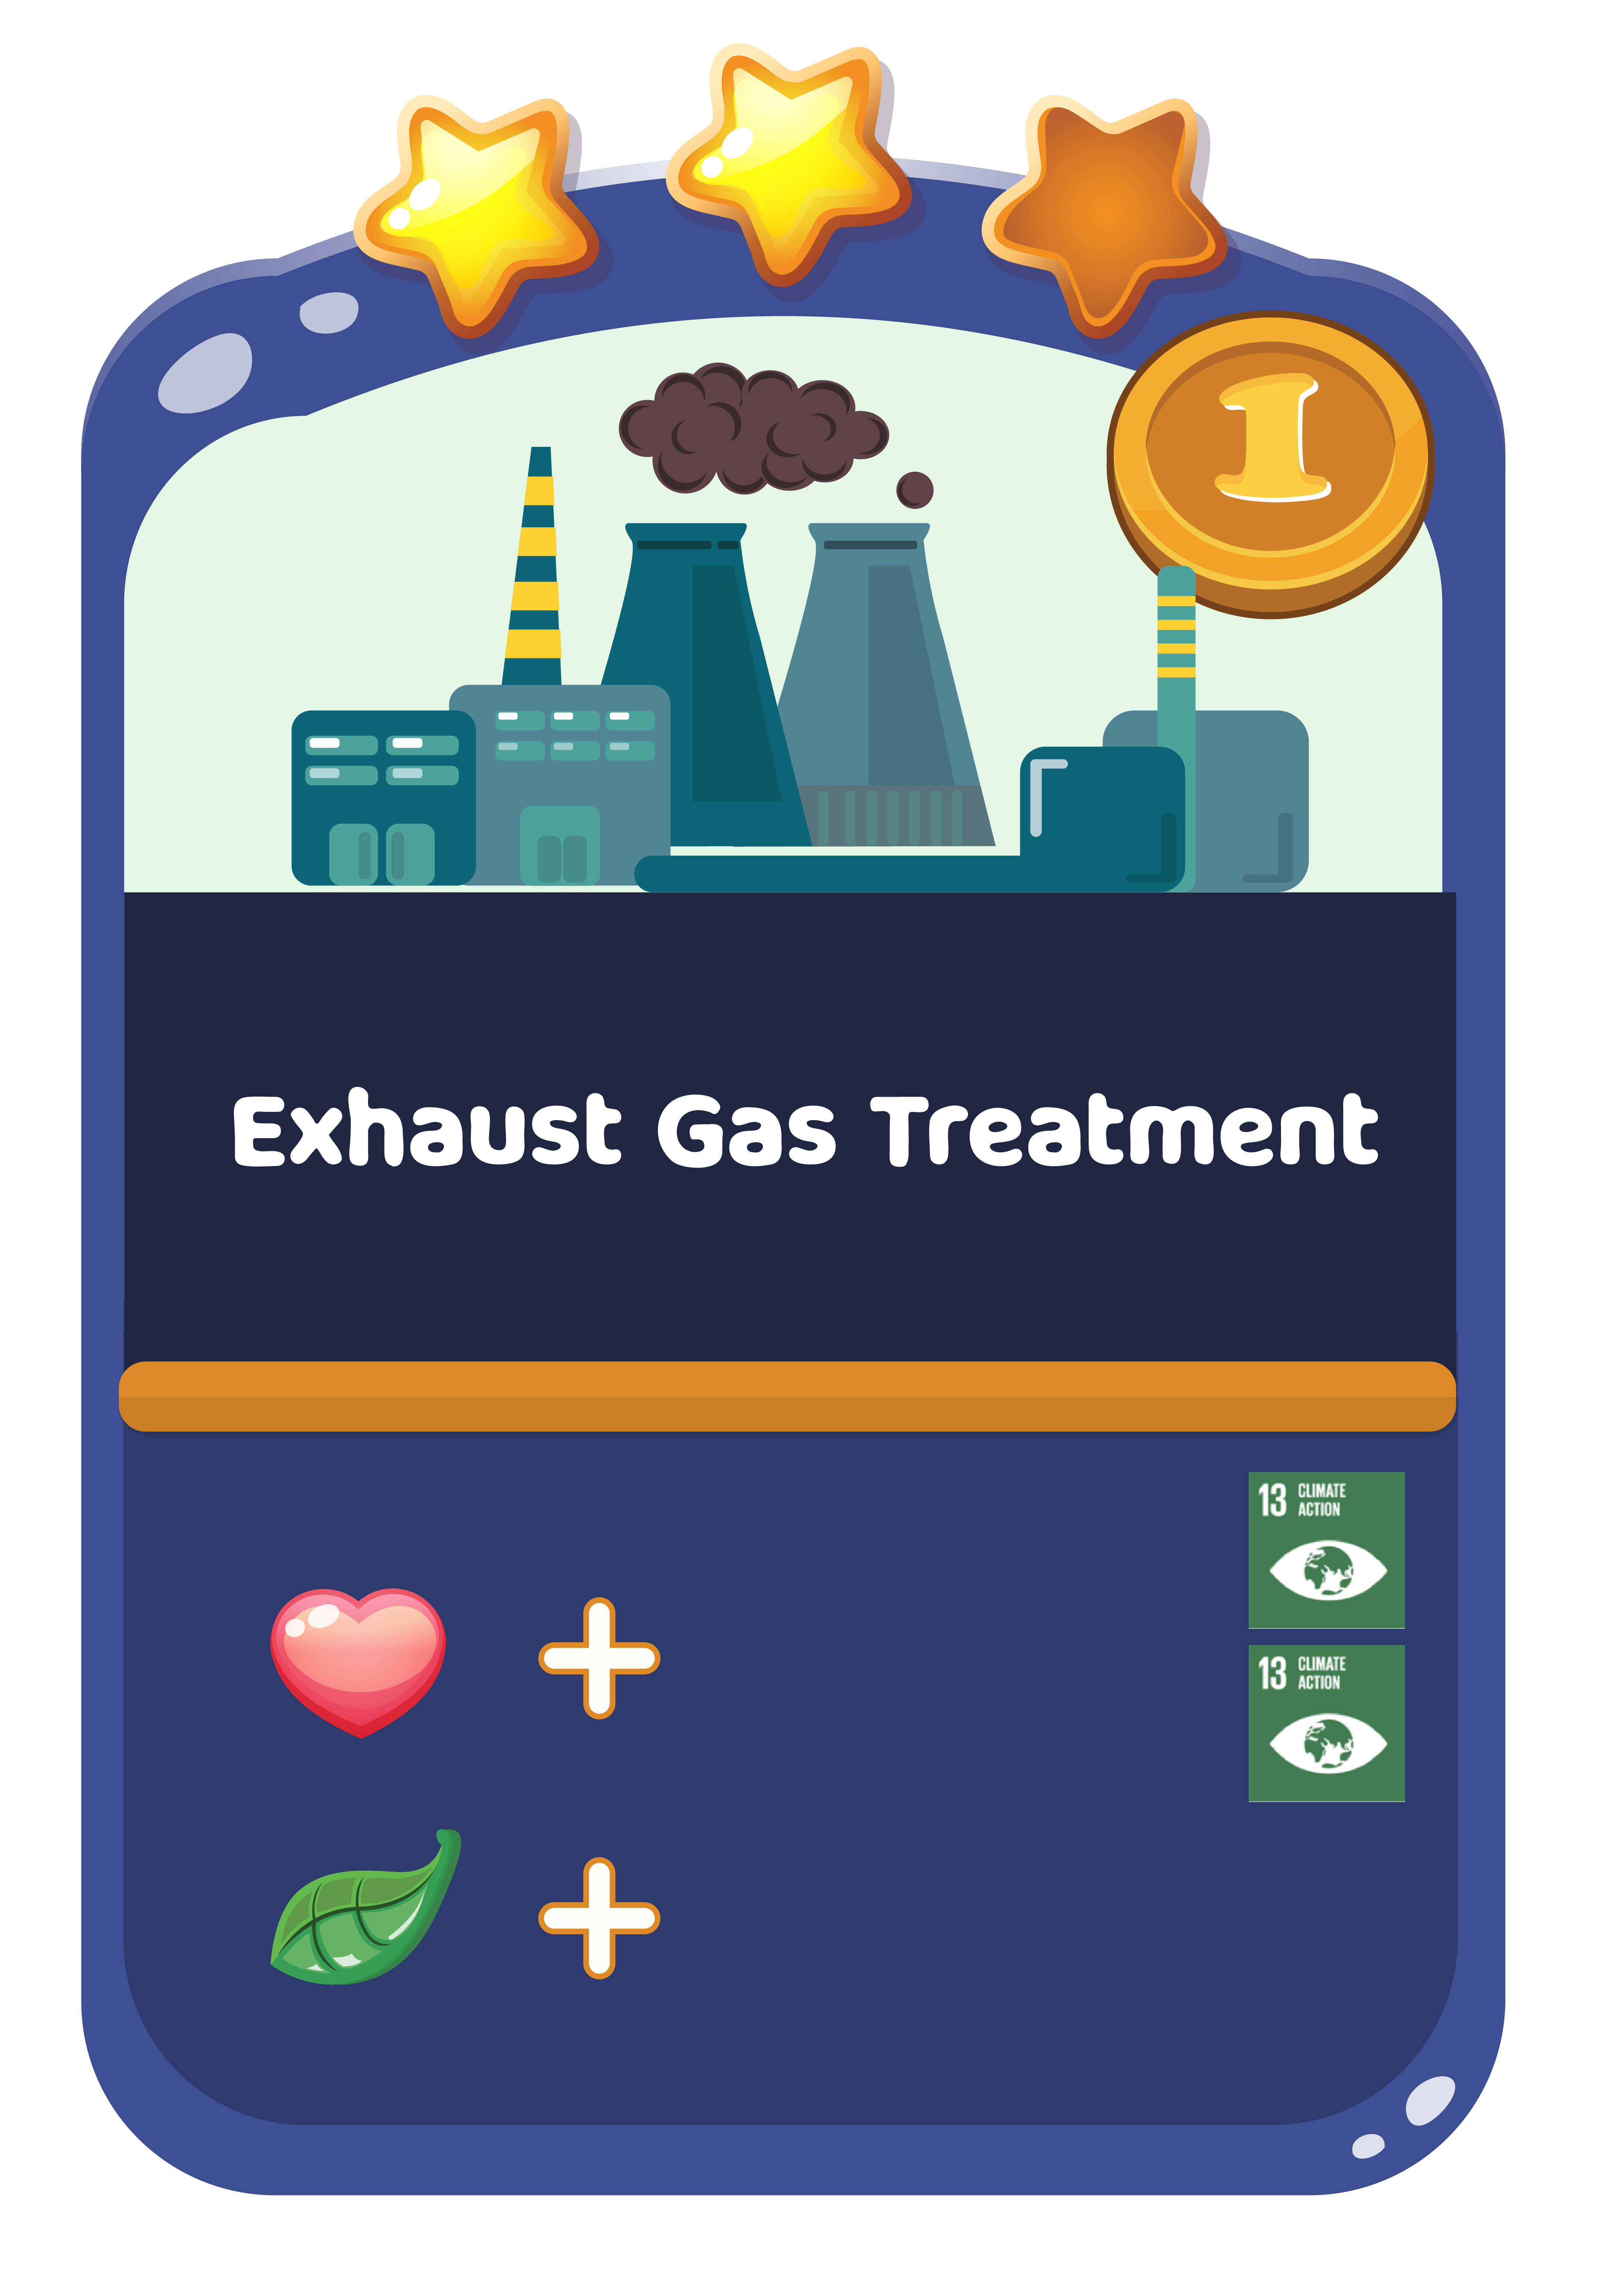 1
Exhaust Gas Treatment
13 CLIMATE
ACTION
13 CLIMATE
ACTION